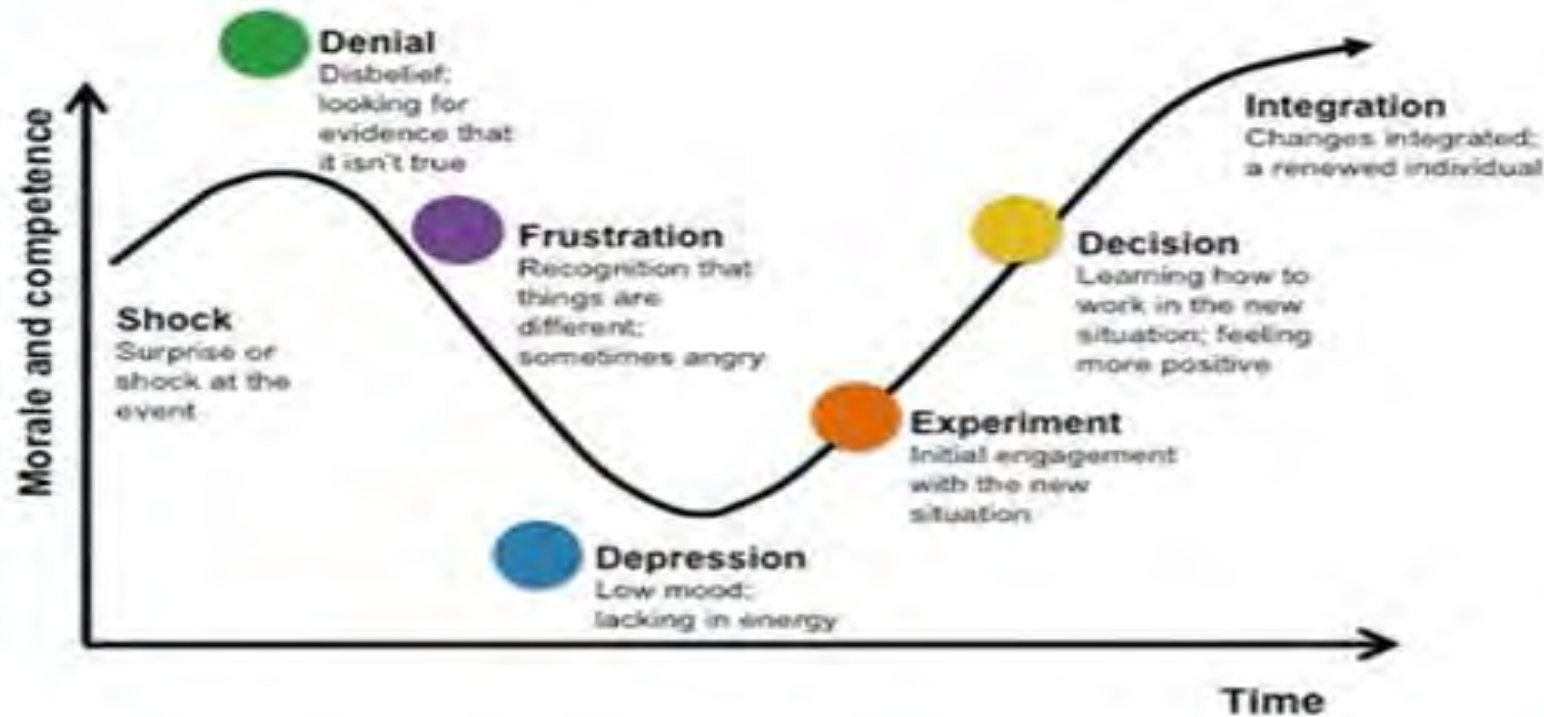 Morale and competence
Denial
Disbelief;
looking for
evidence that
it isn't true
Shock
Surprise or
shock at the
event
Frustration
Recognition that
things are
different;
sometimes angry
Depression
Low mood;
lacking in energy
Experiment
Initial engagement
with the new
situation
Decision
Learning how to
work in the new
situation; feeling
more positive
Integration
Changes integrated;
a renewed individual
Time